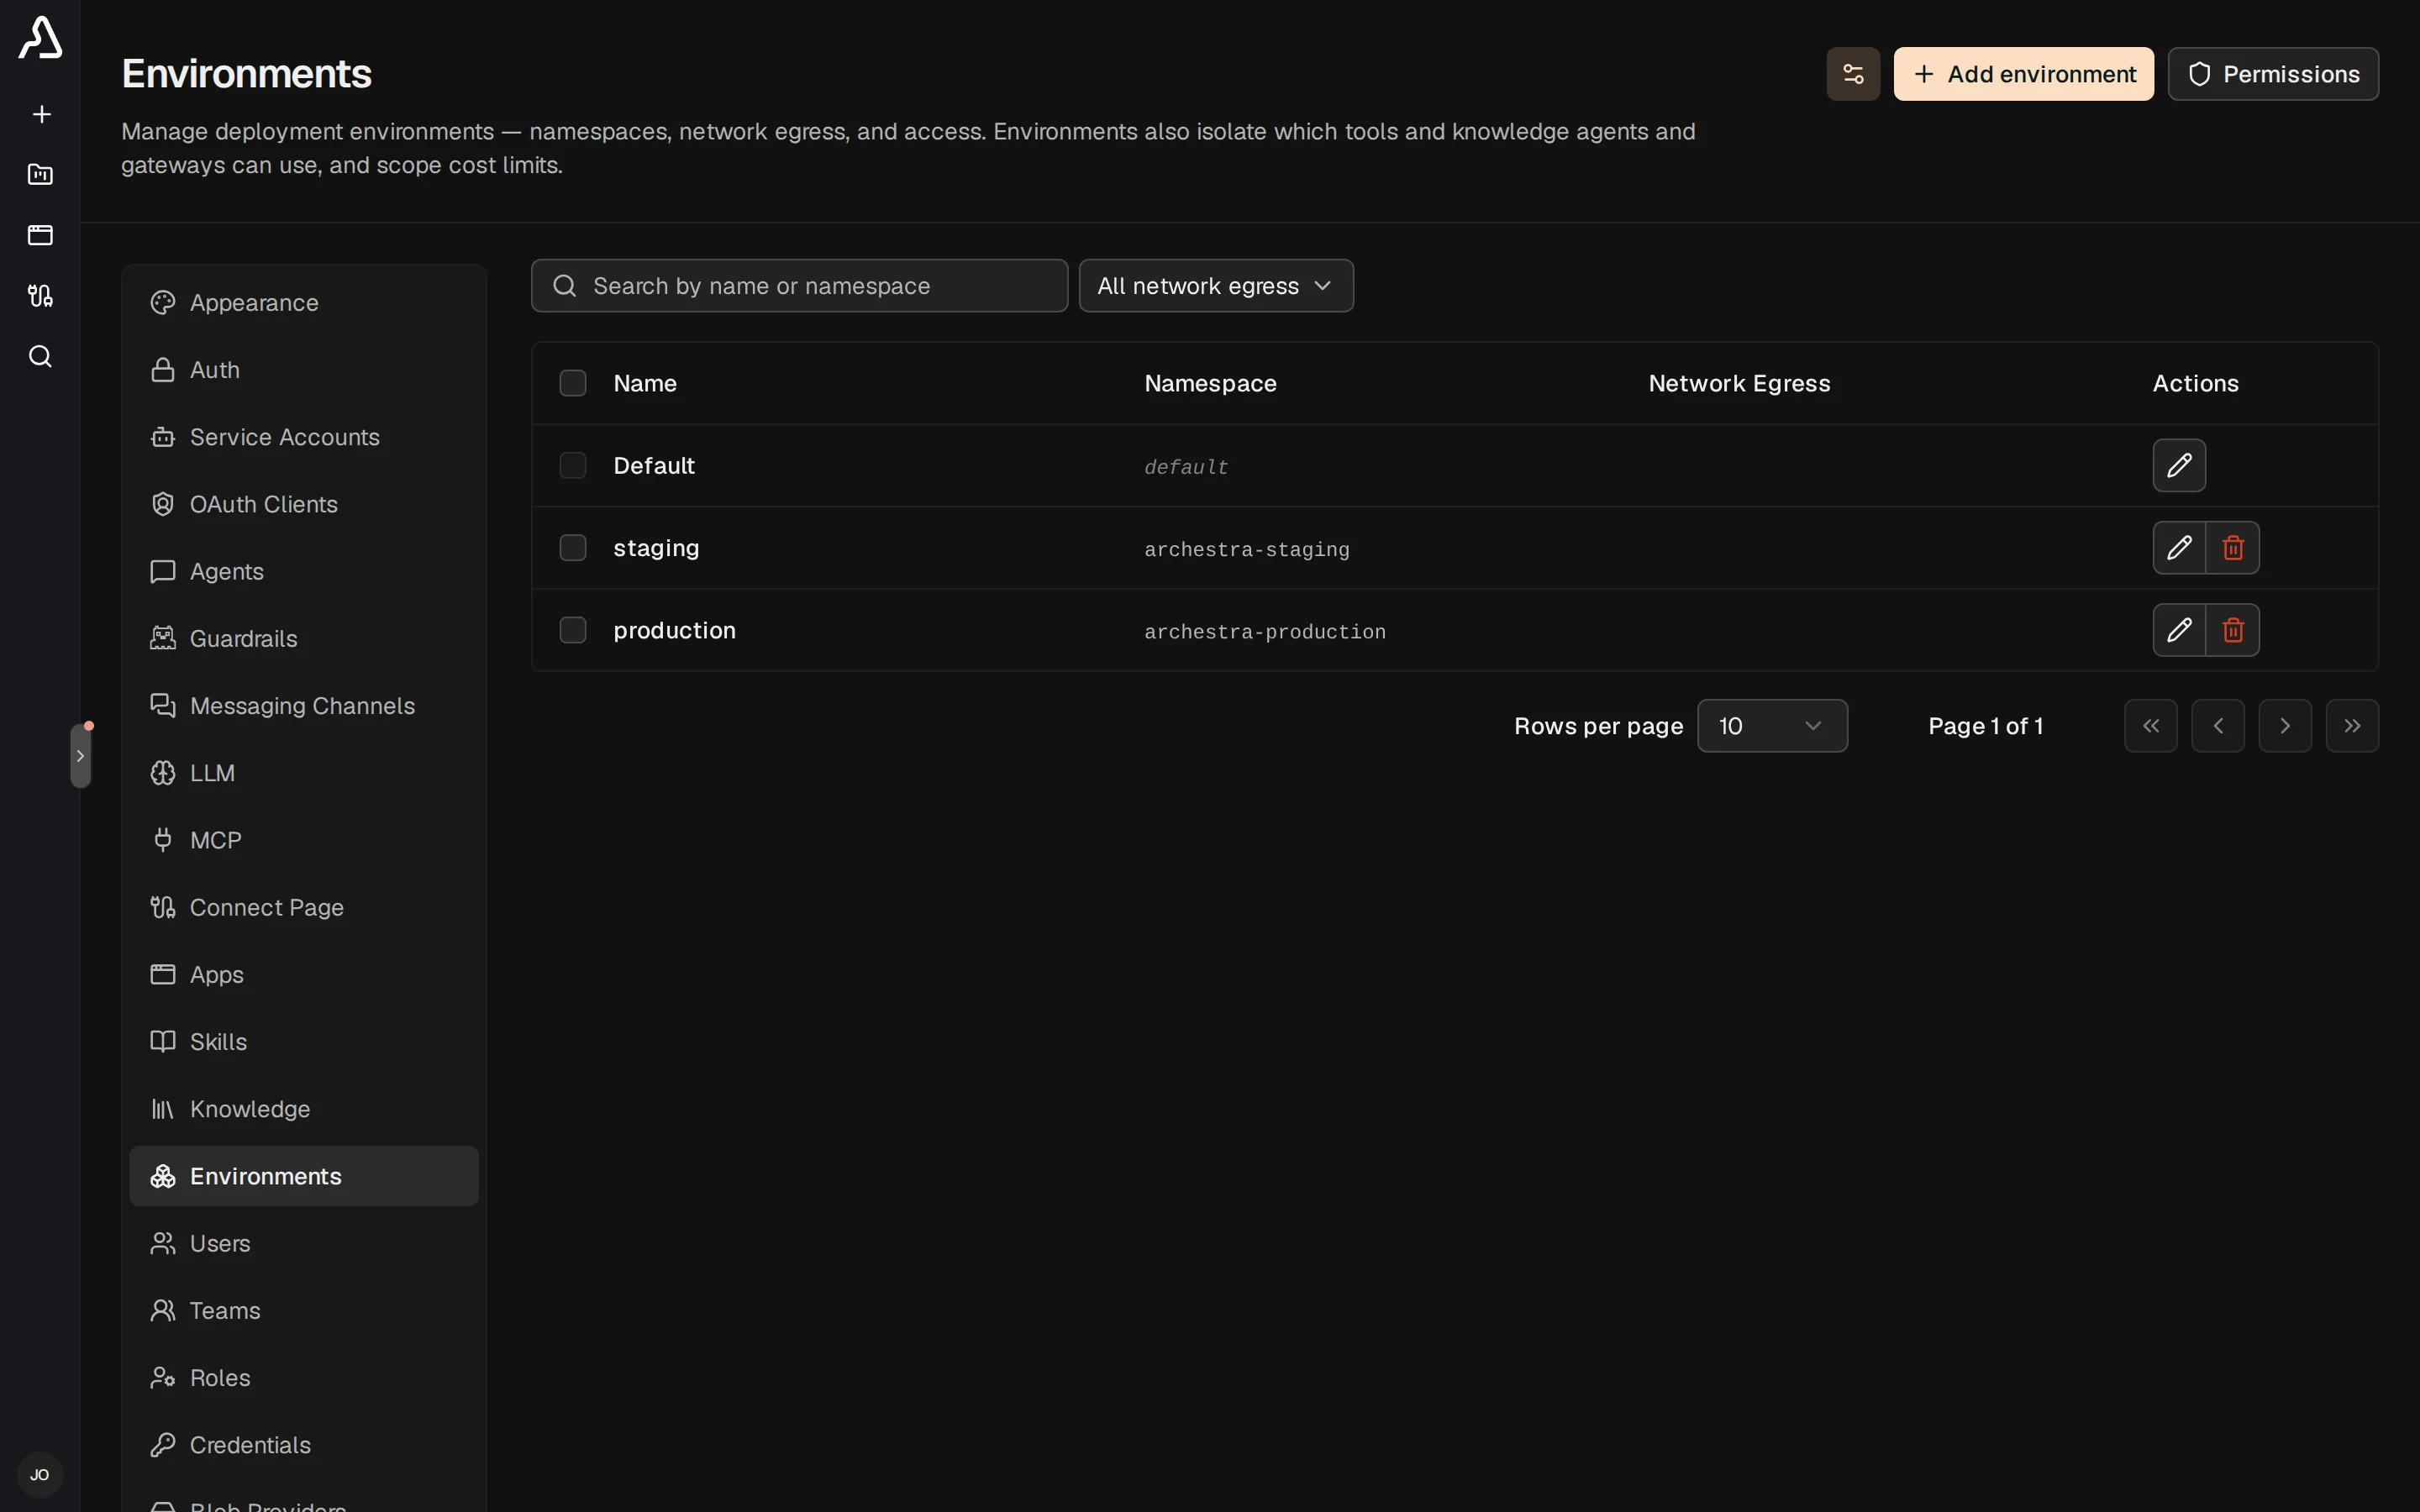 Environments
Add environment
Permissions
Manage deployment environments — namespaces, network egress, and access. Environments also isolate which tools and knowledge agents and
gateways can use, and scope cost limits.
Appearance
Auth
Service Accounts
OAuth Clients
Agents
Guardrails
Messaging Channels
LLM
MCP
Connect Page
Apps
Skills
Knowledge
Environments
Users
Teams
Roles
Credentials
Blob Providers
Search by name or namespace
All network egress
Name Namespace Network Egress Actions
Default default
staging archestra-staging
production archestra-production
Rows per page 10 Page 1 of 1
JO